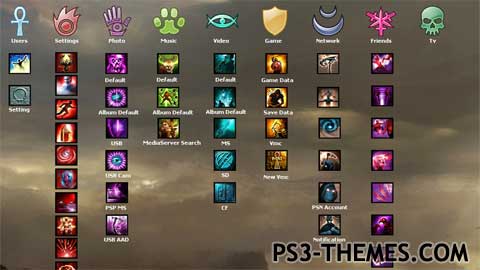 Users Settings Photo Music Video Game Network Friends Tv
Default Default Default Game Data
Setting Album Default Album Default Album Default Save Data
USB MediaServer Search MS Vmc
USB Cam SD New Vmc
PSP MS CF PSN Account
USB AAD Notification
PS3-THEMES.COM